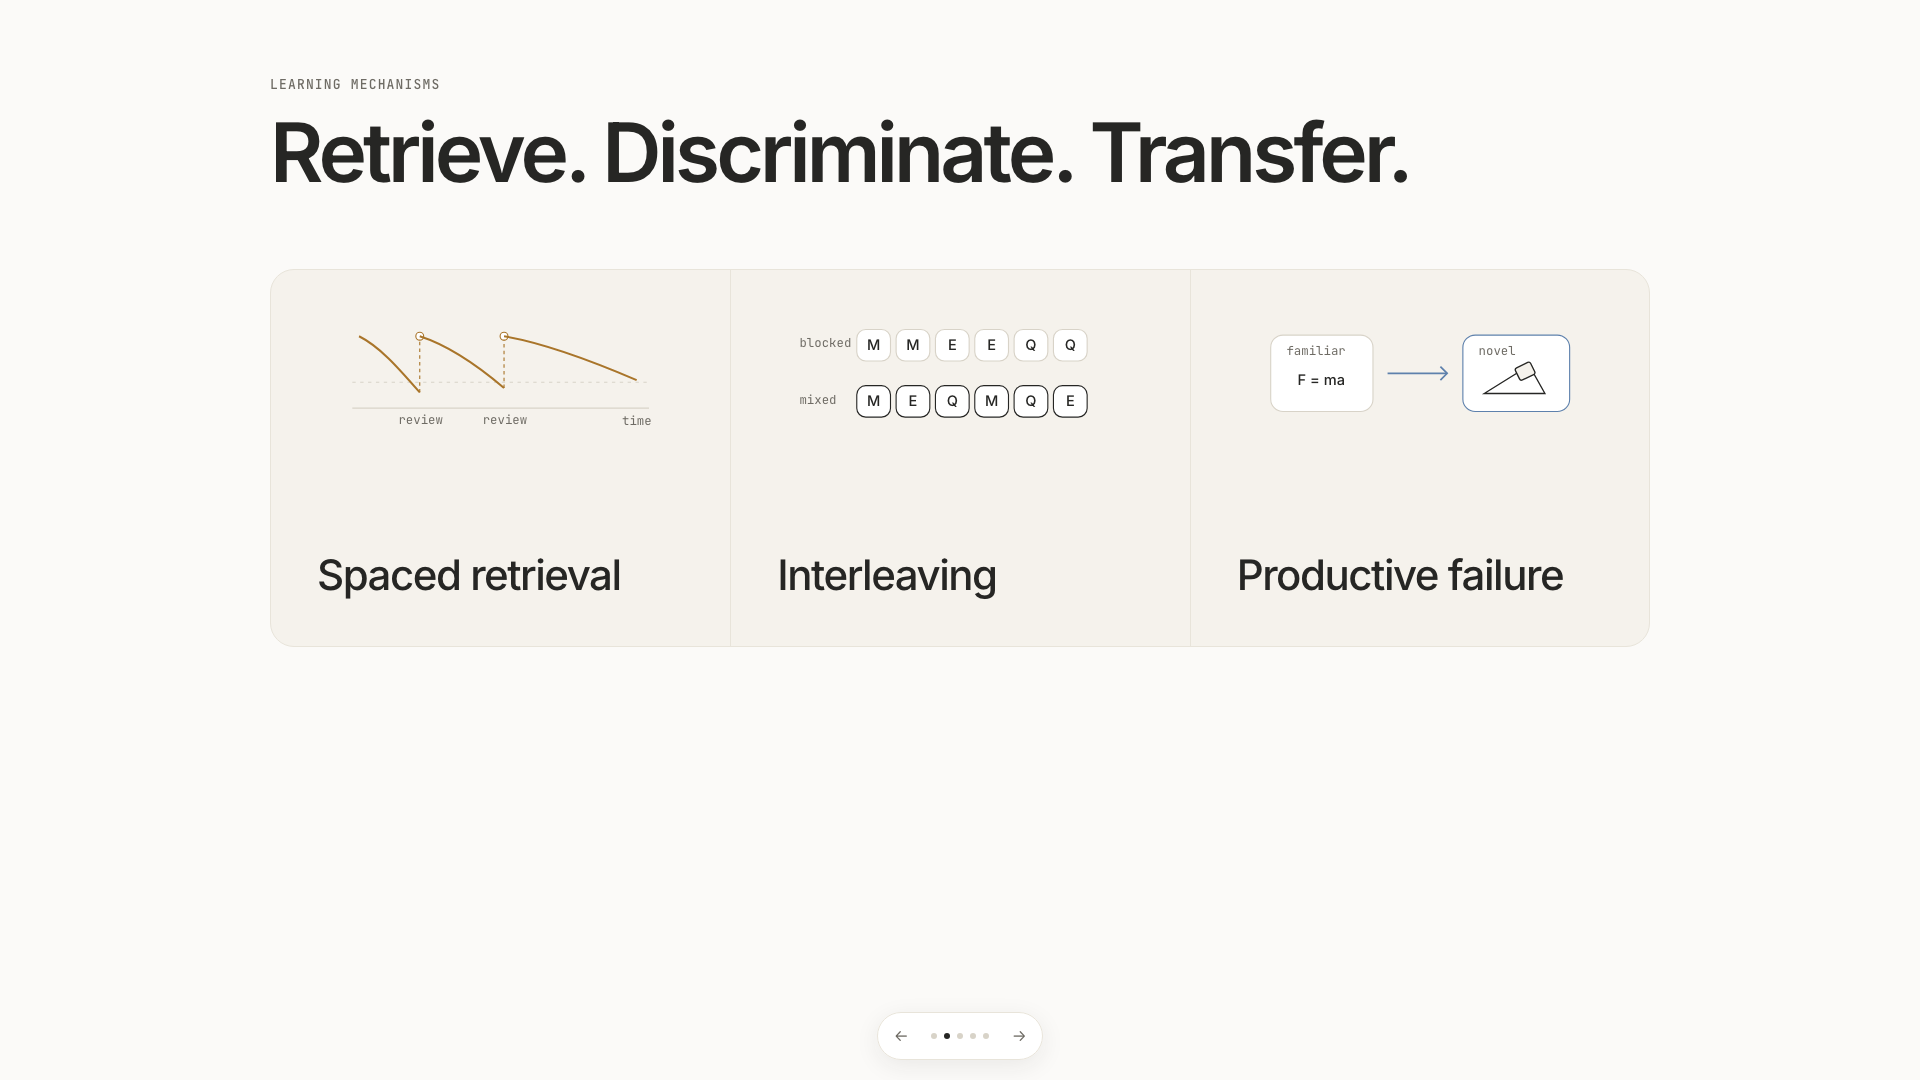 LEARNING MECHANISMS
Retrieve. Discriminate. Transfer.
review review time
Spaced retrieval
blocked M M E E Q Q
mixed M E Q M Q E
Interleaving
familiar
F = ma
novel
Productive failure